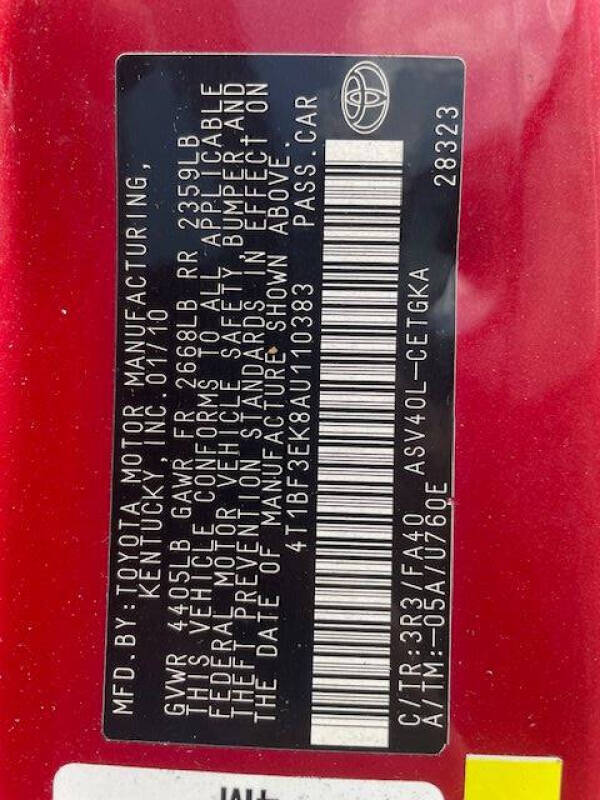 MFD.BY:TOYOTA MOTOR MANUFACTURING,
KENTUCKY, INC.01/10
GVWR 4405LB GAWR FR 2668LB RR 2359LB
THIS VEHICLE CONFORMS TO ALL APPLICABLE
FEDERAL MOTOR VEHICLE SAFETY, BUMPER,AND
THEFT PREVENTION STANDARDS IN EFFECT ON
THE DATE OF MANUFACTURE SHOWN ABOVE.
4T1BF3EK8AU110383 PASS.CAR
C/TR:3R3/FA40 ASV40L-CETGKA
A/TM:-05A/U760E 28323